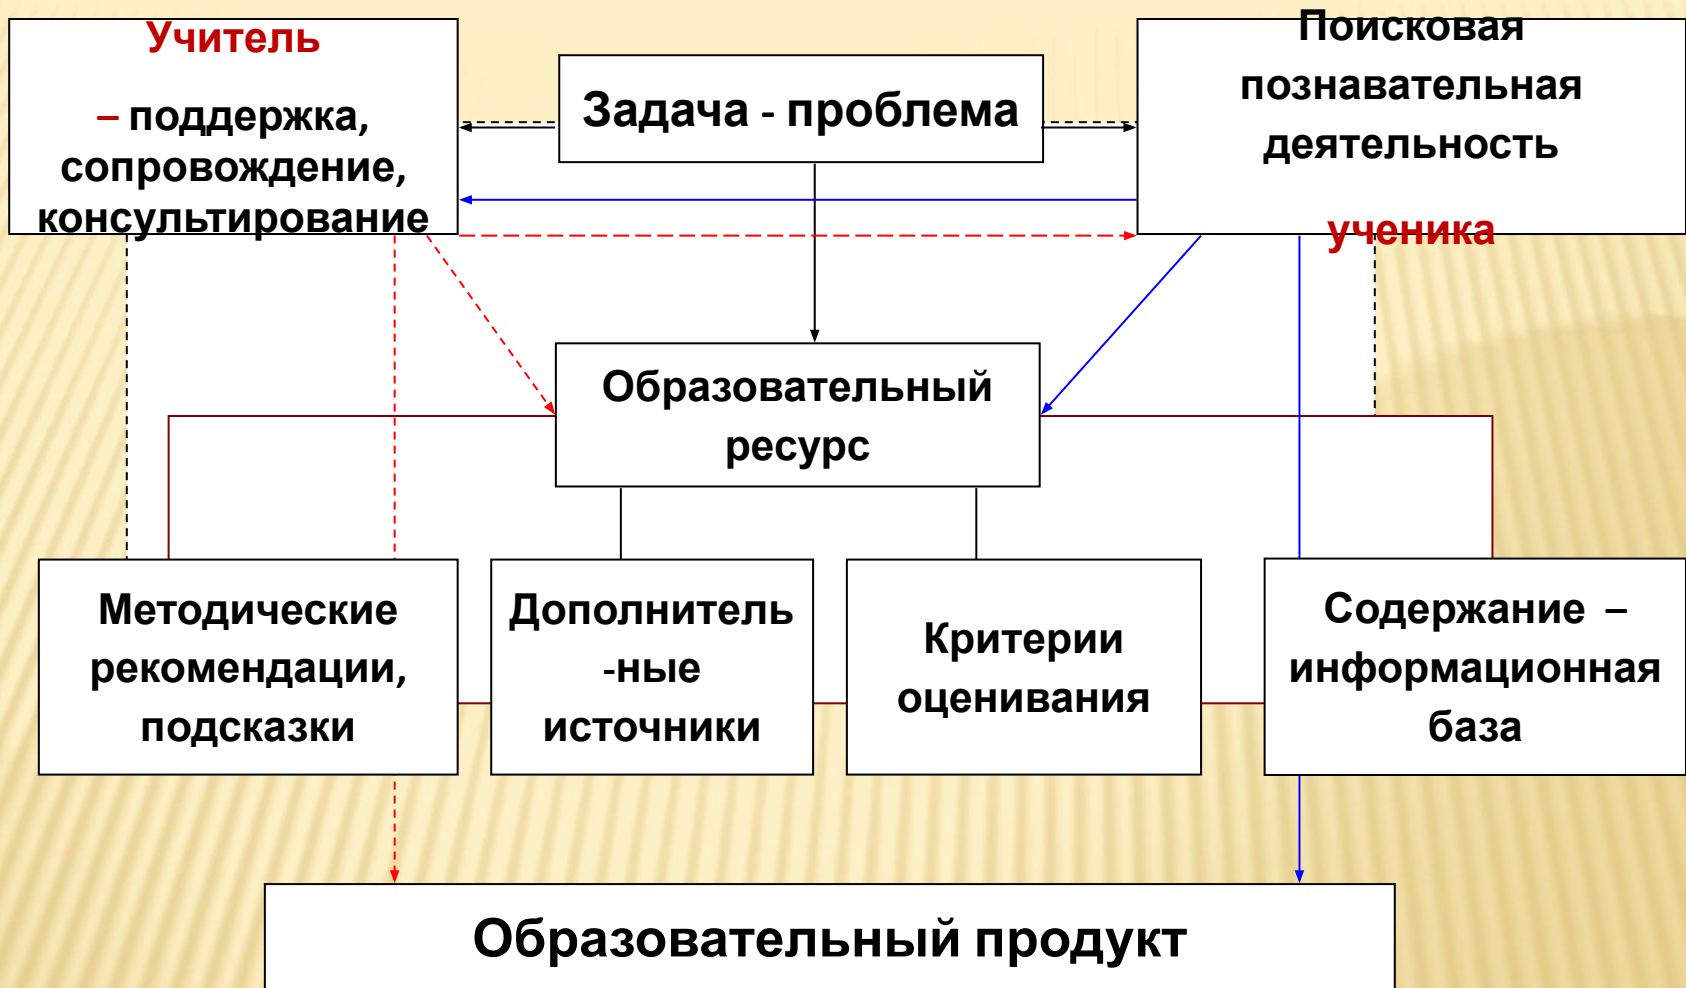 Учитель
– поддержка,
сопровождение,
консультирование
Задача - проблема
Поисковая
познавательная
деятельность
ученика
Образовательный
ресурс
Методические
рекомендации,
подсказки
Дополнитель
-ные
источники
Критерии
оценивания
Содержание –
информационная
база
Образовательный продукт